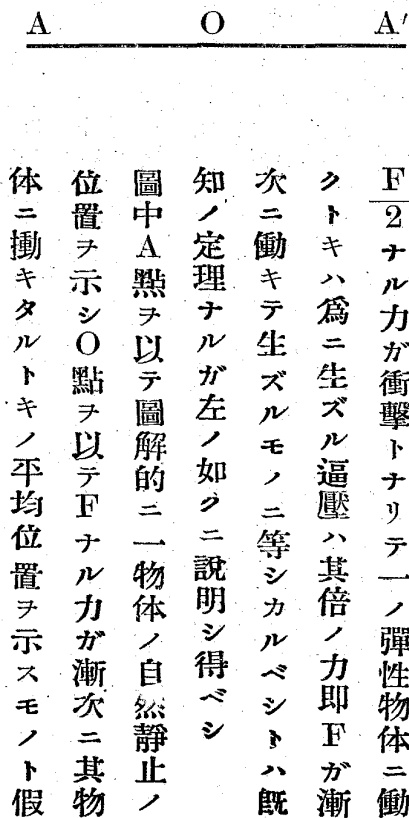 A O A′
F/2ナル力ガ衝擊トナリテ一ノ彈性物体ニ働
クトキハ爲ニ生ズル逼壓ハ其倍ノ力即Fガ漸
次ニ働キテ生ズルモノニ等シカルベシトハ既
知ノ定理ナルガ左ノ如クニ說明シ得ベシ
圖中A點ヲ以テ圖解的ニ一物体ノ自然靜止ノ
位置ヲ示シO點ヲ以テFナル力ガ漸次ニ其物
体ニ働キタルトキノ平均位置ヲ示スモノト假